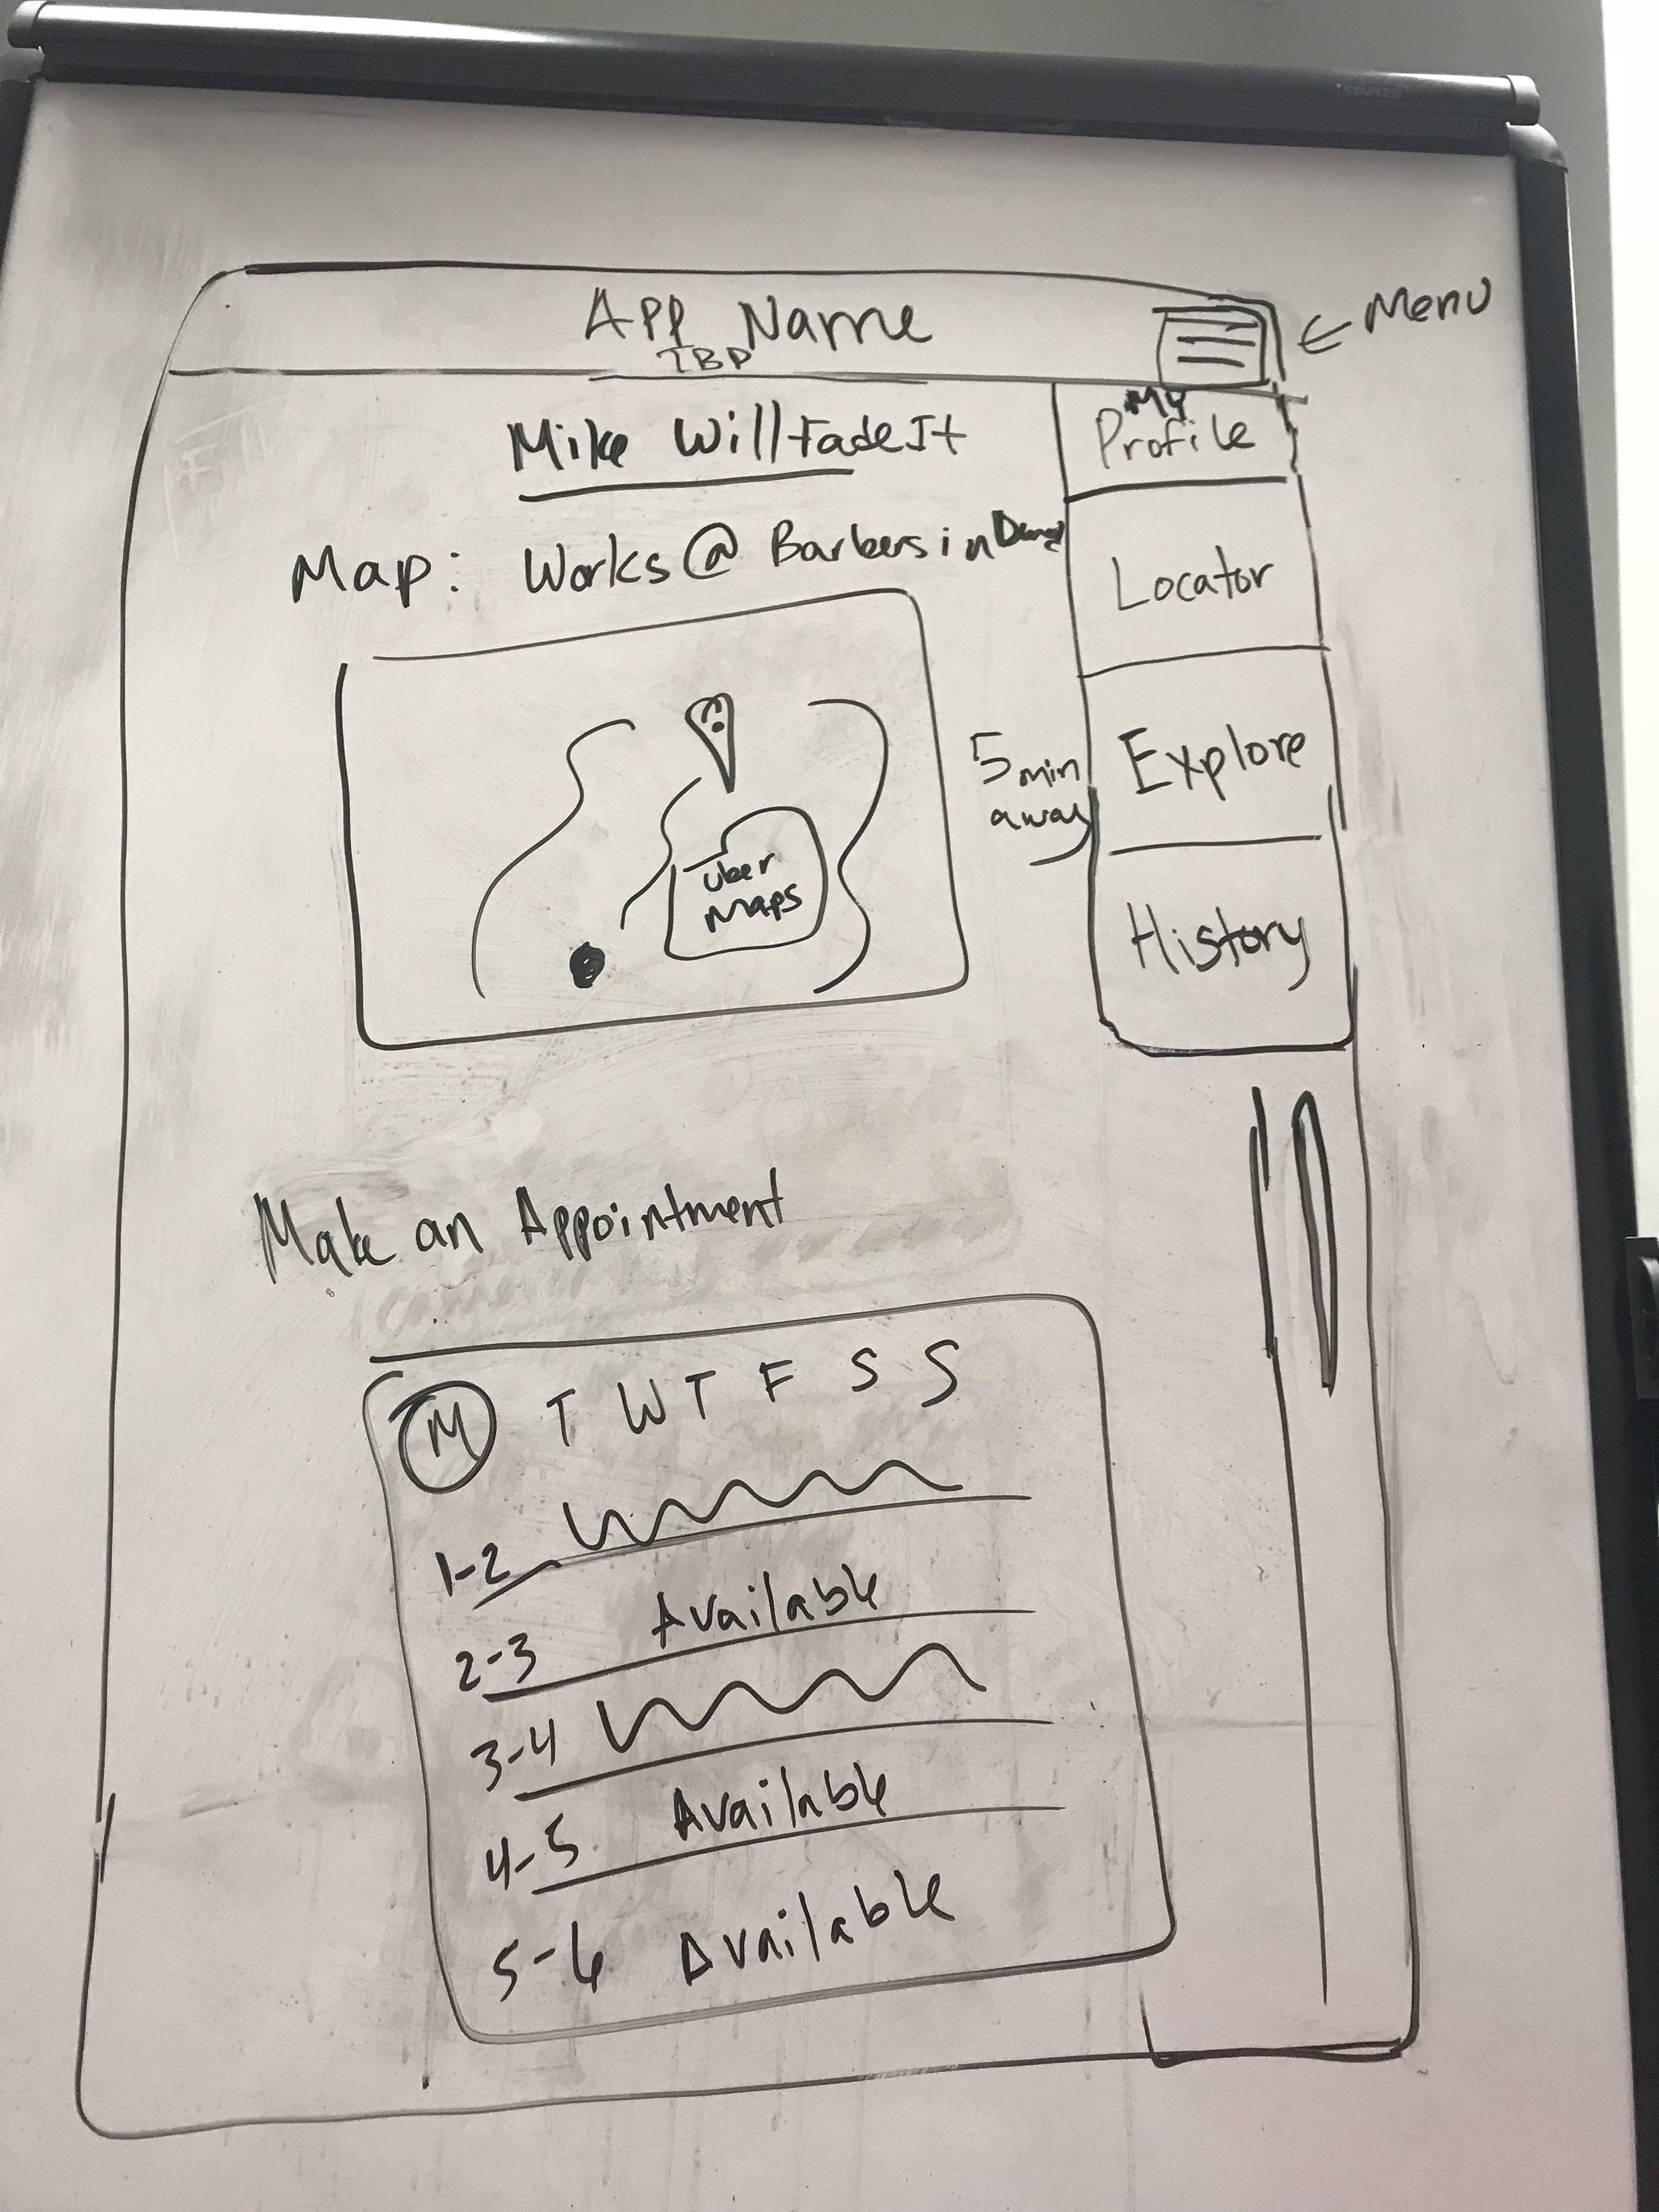 App Name
TBD
Menu
Mike WillFadeIt
My
Profile
Map: Works @ Barbers in
Locator
5 min
away
Explore
Uber
Maps
History
Make an Appointment
M T W T F S S
1-2
2-3 Available
3-4
4-5 Available
5-6 Available
STAPLES